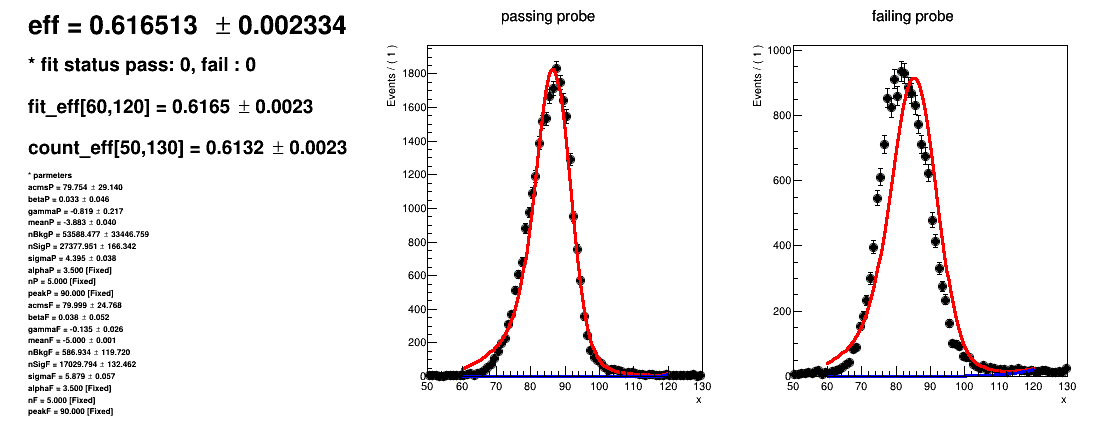 eff = 0.616513 ± 0.002334
* fit status pass: 0, fail : 0
fit_eff[60,120] = 0.6165 ± 0.0023
count_eff[50,130] = 0.6132 ± 0.0023
* parmeters
acmsP = 79.754 ± 29.140
betaP = 0.033 ± 0.046
gammaP = -0.819 ± 0.217
meanP = -3.883 ± 0.040
nBkgP = 53588.477 ± 33446.759
nSigP = 27377.951 ± 166.342
sigmaP = 4.395 ± 0.038
alphaP = 3.500 [Fixed]
nP = 5.000 [Fixed]
peakP = 90.000 [Fixed]
acmsF = 79.999 ± 24.768
betaF = 0.038 ± 0.052
gammaF = -0.135 ± 0.026
meanF = -5.000 ± 0.001
nBkgF = 586.934 ± 119.720
nSigF = 17029.794 ± 132.462
sigmaF = 5.879 ± 0.057
alphaF = 3.500 [Fixed]
nF = 5.000 [Fixed]
peakF = 90.000 [Fixed]
passing probe
Events / ( 1 )
1800
1600
1400
1200
1000
800
600
400
200
0
50 60 70 80 90 100 110 120 130
x
failing probe
Events / ( 1 )
1000
800
600
400
200
0
50 60 70 80 90 100 110 120 130
x